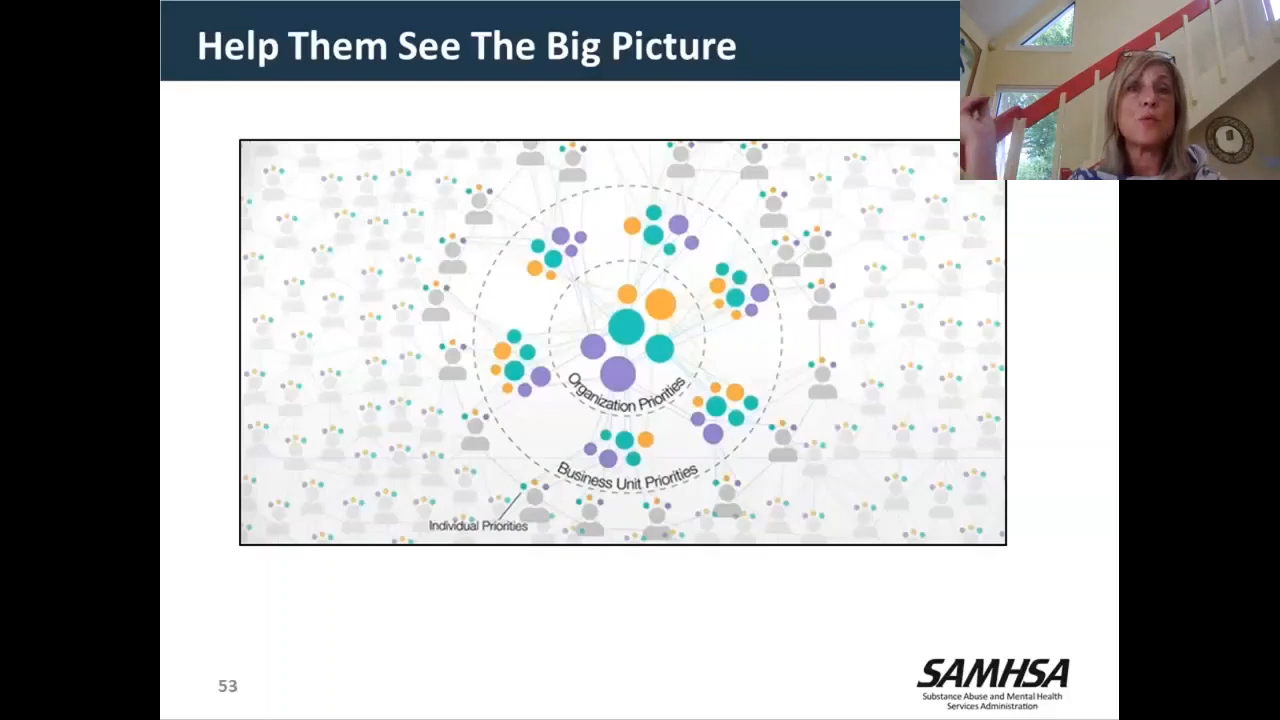 Help Them See The Big Picture
Organization Priorities
Business Unit Priorities
Individual Priorities
53
SAMHSA
Substance Abuse and Mental Health
Services Administration